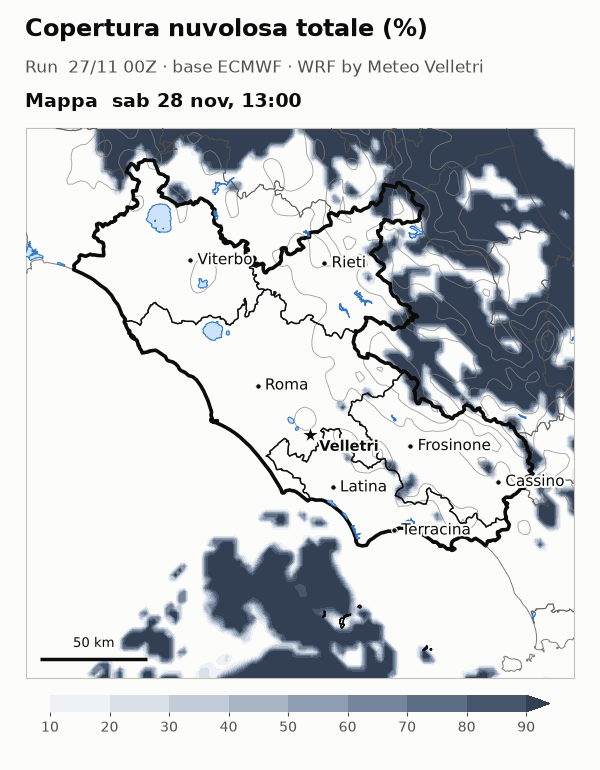 Copertura nuvolosa totale (%)
Run  27/11 00Z · base ECMWF · WRF by Meteo Velletri
Mappa  sab 28 nov, 13:00
Viterbo
Rieti
Roma
Velletri
Frosinone
Cassino
Latina
Terracina
50 km
10 20 30 40 50 60 70 80 90